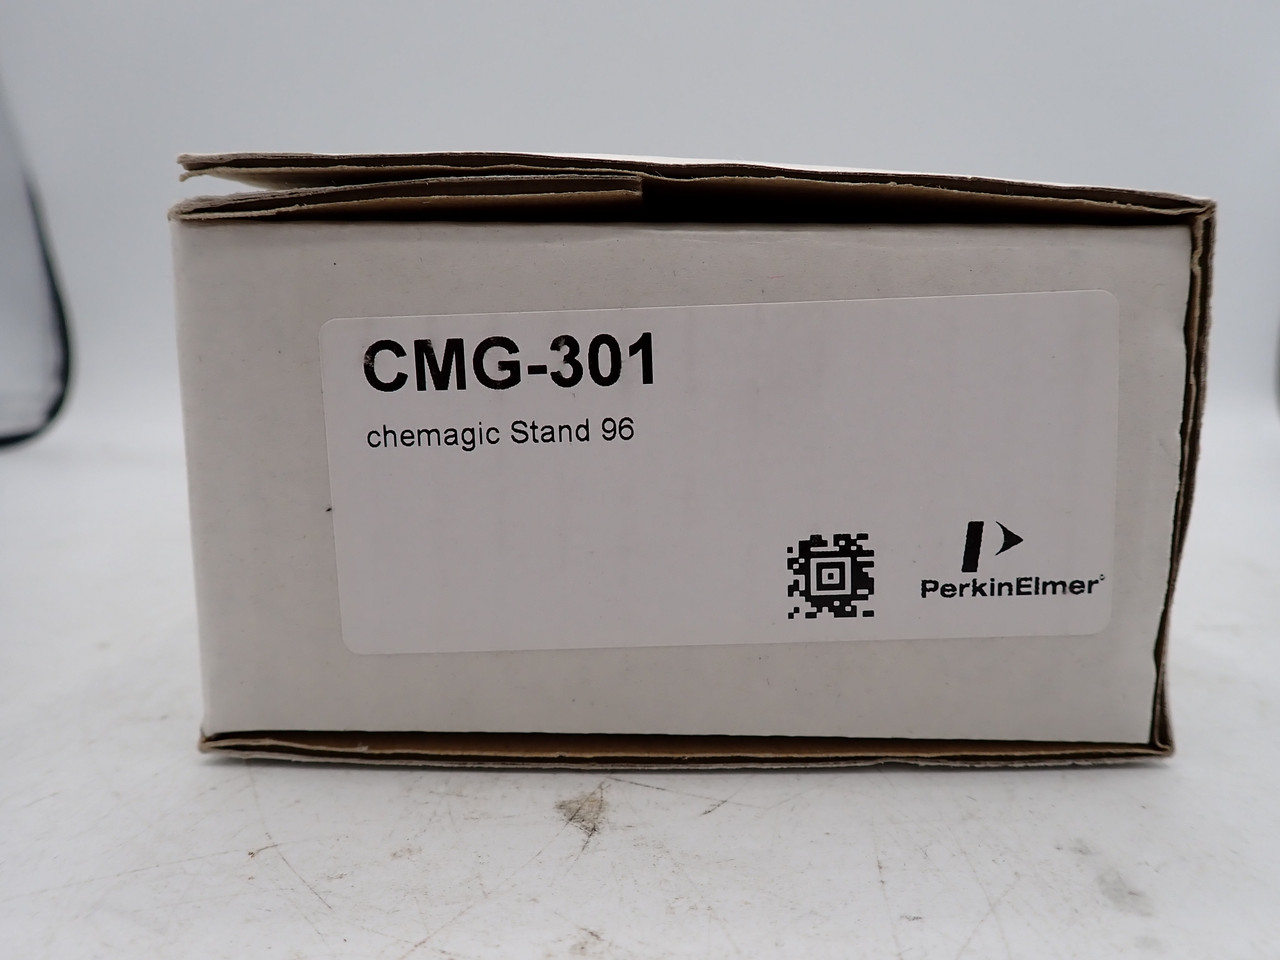 CMG-301
chemagic Stand 96
PerkinElmer